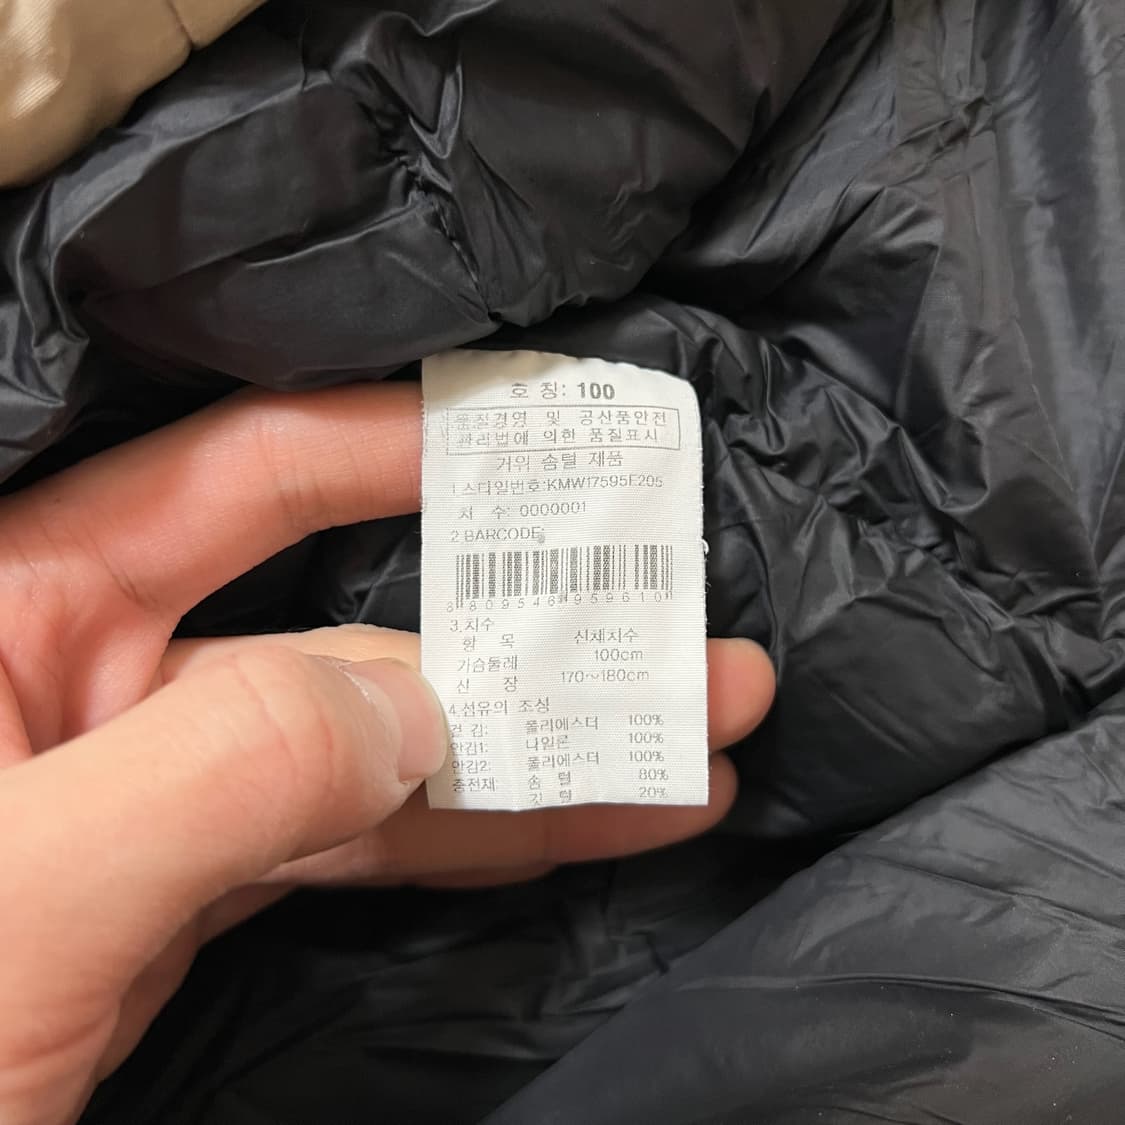 호 칭: 100
품질경영 및 공산품안전
관리법에 의한 품질표시
거위 솜털 제품
1.스타일번호:KMW17595E205
치 수: 0000001
2.BARCODE:
8 809546 959610
3.치수
항 목 신체치수
가슴둘레 100cm
신 장 170~180cm
4.섬유의 조성
겉 감: 폴리에스터 100%
안감1: 나일론 100%
안감2: 폴리에스터 100%
충전재 솜 털 80%
깃 털 20%